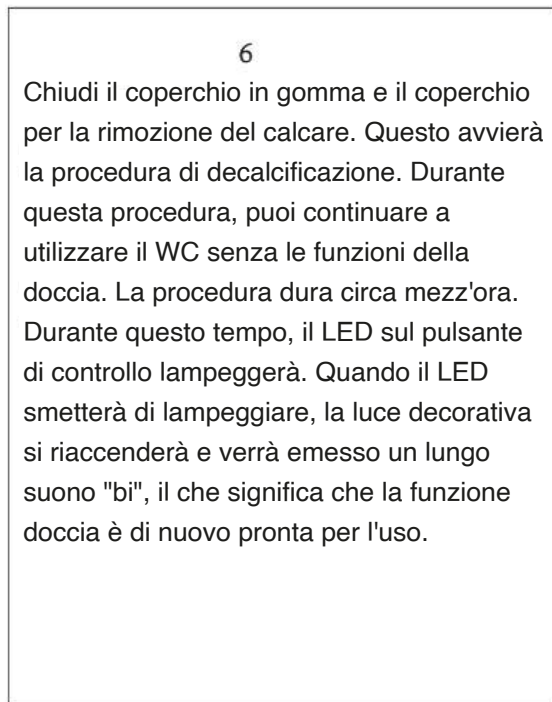 6
Chiudi il coperchio in gomma e il coperchio
per la rimozione del calcare. Questo avvierà
la procedura di decalcificazione. Durante
questa procedura, puoi continuare a
utilizzare il WC senza le funzioni della
doccia. La procedura dura circa mezz'ora.
Durante questo tempo, il LED sul pulsante
di controllo lampeggerà. Quando il LED
smetterà di lampeggiare, la luce decorativa
si riaccenderà e verrà emesso un lungo
suono "bi", il che significa che la funzione
doccia è di nuovo pronta per l'uso.